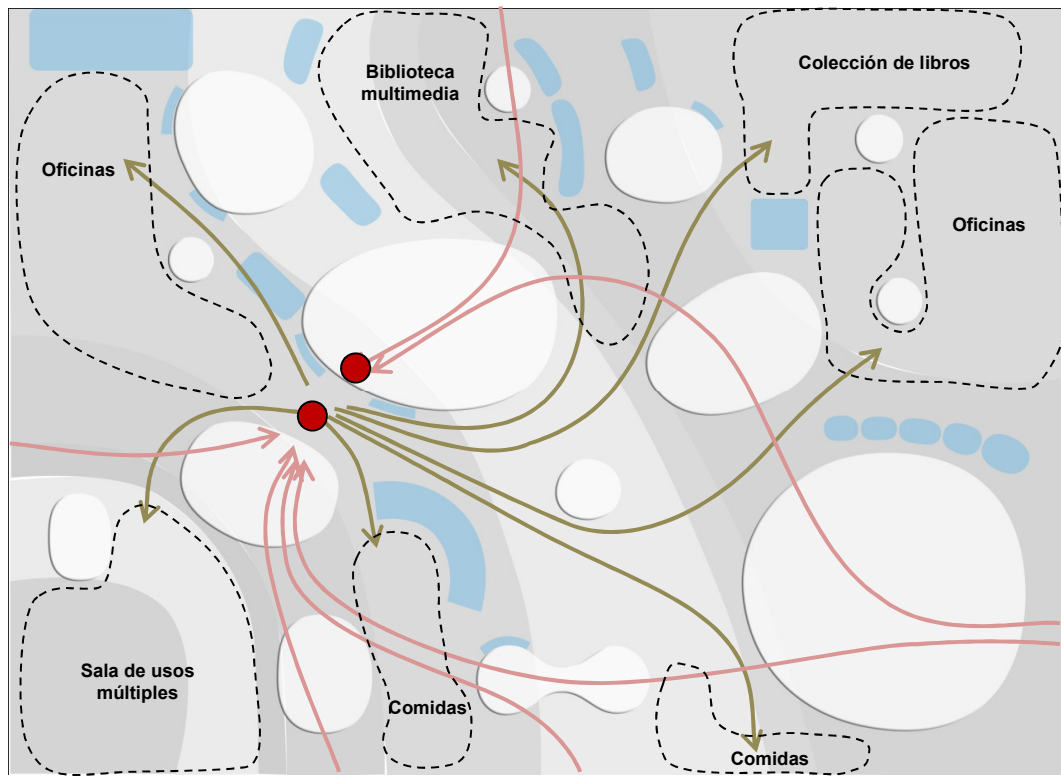 Biblioteca
multimedia
Colección de libros
Oficinas
Oficinas
Sala de usos
múltiples
Comidas
Comidas